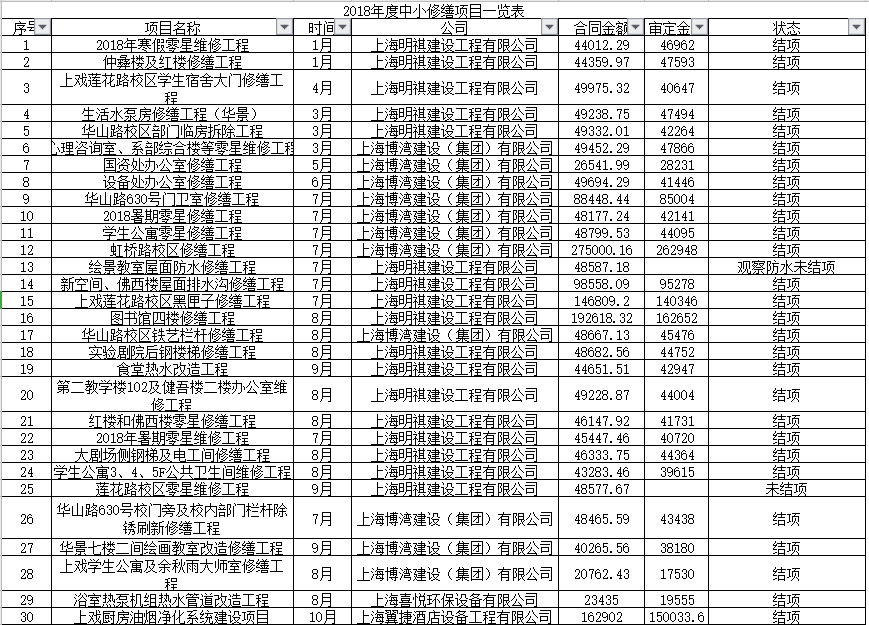 2018年度中小修缮项目一览表
序号 项目名称 时间 公司 合同金额 审定金 状态
1 2018年寒假零星维修工程 1月 上海明祺建设工程有限公司 44012.29 46962 结项
2 仲彝楼及红楼修缮工程 1月 上海明祺建设工程有限公司 44359.97 47593 结项
3 上戏莲花路校区学生宿舍大门修缮工
程 4月 上海明祺建设工程有限公司 49975.32 40647 结项
4 生活水泵房修缮工程（华景） 3月 上海明祺建设工程有限公司 49238.75 47494 结项
5 华山路校区部门临房拆除工程 3月 上海明祺建设工程有限公司 49332.01 42264 结项
6 心理咨询室、系部综合楼等零星维修工程 3月 上海博湾建设（集团）有限公司 49452.29 47866 结项
7 国资处办公室修缮工程 5月 上海博湾建设（集团）有限公司 26541.99 28231 结项
8 设备处办公室修缮工程 6月 上海博湾建设（集团）有限公司 49694.29 41446 结项
9 华山路630号门卫室修缮工程 7月 上海博湾建设（集团）有限公司 88448.44 85004 结项
10 2018暑期零星修缮工程 7月 上海博湾建设（集团）有限公司 48177.24 42141 结项
11 学生公寓零星修缮工程 7月 上海博湾建设（集团）有限公司 48799.53 44095 结项
12 虹桥路校区修缮工程 7月 上海博湾建设（集团）有限公司 275000.16 262948 结项
13 绘景教室屋面防水修缮工程 7月 上海明祺建设工程有限公司 48587.18 观察防水未结项
14 新空间、佛西楼屋面排水沟修缮工程 7月 上海明祺建设工程有限公司 98558.09 95278 结项
15 上戏莲花路校区黑匣子修缮工程 7月 上海明祺建设工程有限公司 146809.2 140346 结项
16 图书馆四楼修缮工程 8月 上海明祺建设工程有限公司 192618.32 162652 结项
17 华山路校区铁艺栏杆修缮工程 8月 上海博湾建设（集团）有限公司 48667.13 45476 结项
18 实验剧院后钢楼梯修缮工程 8月 上海明祺建设工程有限公司 48682.56 44752 结项
19 食堂热水改造工程 9月 上海明祺建设工程有限公司 44651.51 42947 结项
20 第二教学楼102及健吾楼二楼办公室维
修工程 8月 上海明祺建设工程有限公司 49228.87 44004 结项
21 红楼和佛西楼零星修缮工程 8月 上海明祺建设工程有限公司 46147.92 41731 结项
22 2018年暑期零星维修工程 7月 上海明祺建设工程有限公司 45447.46 40720 结项
23 大剧场侧钢梯及电工间修缮工程 8月 上海明祺建设工程有限公司 46333.75 44364 结项
24 学生公寓3、4、5F公共卫生间维修工程 8月 上海明祺建设工程有限公司 43283.46 39615 结项
25 莲花路校区零星维修工程 9月 上海明祺建设工程有限公司 48577.67 未结项
26 华山路630号校门旁及校内部门栏杆除
锈刷新修缮工程 7月 上海博湾建设（集团）有限公司 48465.59 43438 结项
27 华景七楼二间绘画教室改造修缮工程 9月 上海博湾建设（集团）有限公司 40265.56 38180 结项
28 上戏学生公寓及余秋雨大师室修缮工
程 8月 上海博湾建设（集团）有限公司 20762.43 17530 结项
29 浴室热泵机组热水管道改造工程 8月 上海喜悦环保设备有限公司 23435 19555 结项
30 上戏厨房油烟净化系统建设项目 10月 上海翼捷酒店设备工程有限公司 162902 150033.6 结项